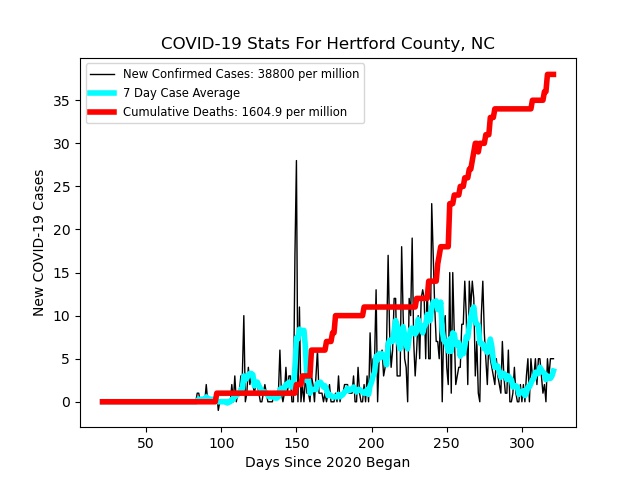 COVID-19 Stats For Hertford County, NC
New Confirmed Cases: 38800 per million
7 Day Case Average
Cumulative Deaths: 1604.9 per million
New COVID-19 Cases
35
30
25
20
15
10
5
0
50
100
150
200
250
300
Days Since 2020 Began